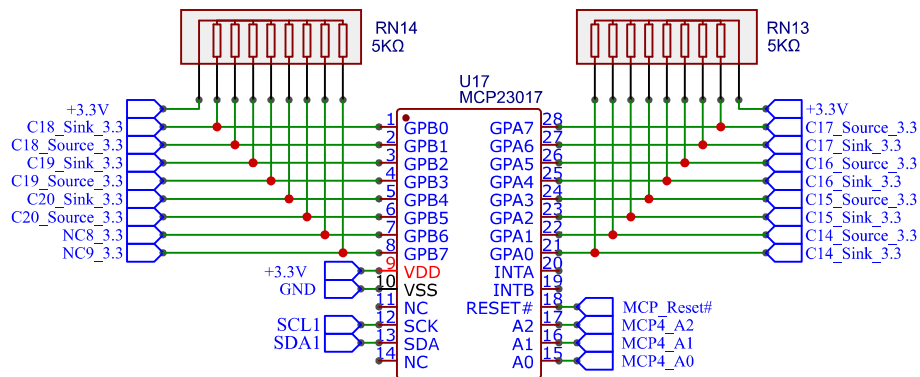 RN14
5KΩ
RN13
5KΩ
U17
MCP23017
+3.3V
C18_Sink_3.3
C18_Source_3.3
C19_Sink_3.3
C19_Source_3.3
C20_Sink_3.3
C20_Source_3.3
NC8_3.3
NC9_3.3
+3.3V
GND
SCL1
SDA1
1 GPB0
2 GPB1
3 GPB2
4 GPB3
5 GPB4
6 GPB5
7 GPB6
8 GPB7
9 VDD
10 VSS
11 NC
12 SCK
13 SDA
14 NC
GPA7 28
GPA6 27
GPA5 26
GPA4 25
GPA3 24
GPA2 23
GPA1 22
GPA0 21
INTA 20
INTB 19
RESET# 18
A2 17
A1 16
A0 15
+3.3V
C17_Source_3.3
C17_Sink_3.3
C16_Source_3.3
C16_Sink_3.3
C15_Source_3.3
C15_Sink_3.3
C14_Source_3.3
C14_Sink_3.3
MCP_Reset#
MCP4_A2
MCP4_A1
MCP4_A0